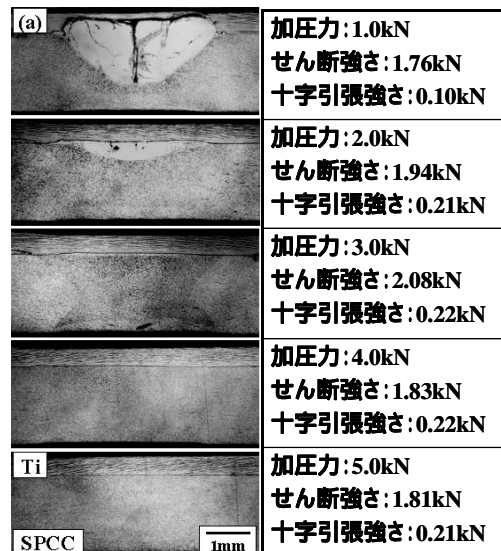 (a)
加圧力:1.0kN
せん断強さ:1.76kN
十字引張強さ:0.10kN
加圧力:2.0kN
せん断強さ:1.94kN
十字引張強さ:0.21kN
加圧力:3.0kN
せん断強さ:2.08kN
十字引張強さ:0.22kN
加圧力:4.0kN
せん断強さ:1.83kN
十字引張強さ:0.22kN
Ti
SPCC
1mm
加圧力:5.0kN
せん断強さ:1.81kN
十字引張強さ:0.21kN